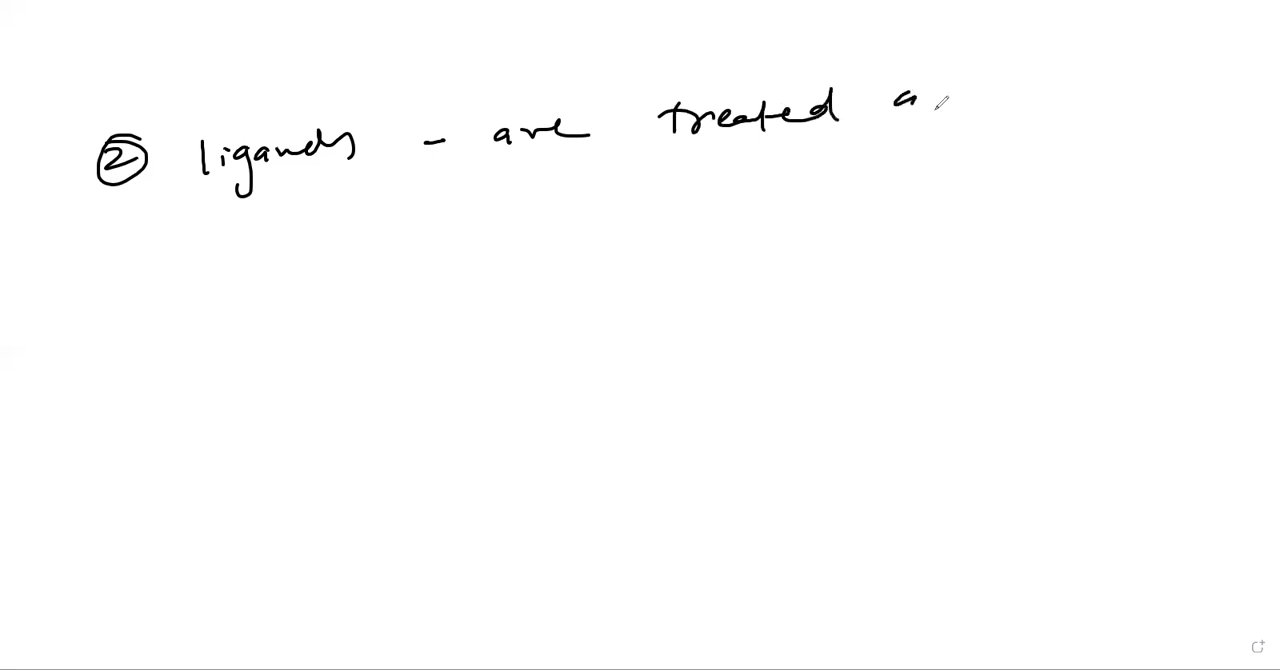 ② ligands - are treated a